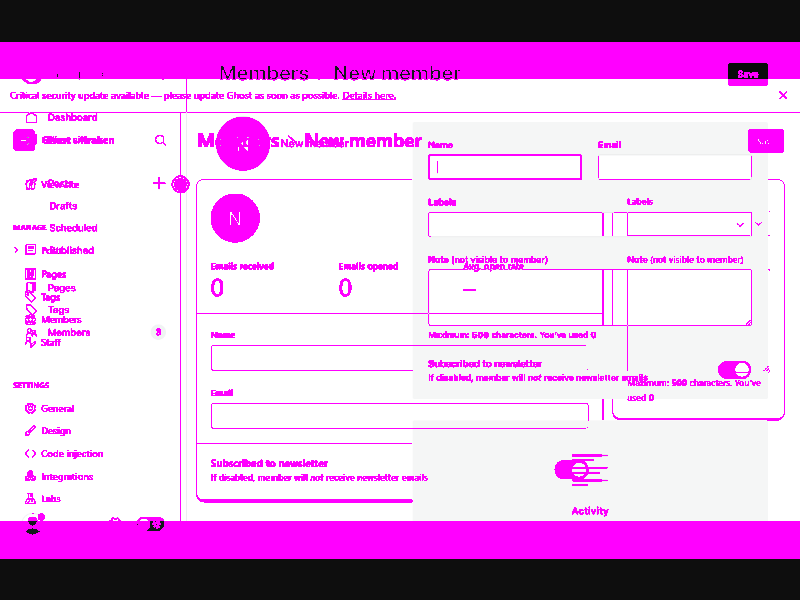 Members New member
Save
Critical security update available — please update Ghost as soon as possible. Details here.
Dashboard
New member
Name
Email
Drafts
MANAGE Scheduled
Published
Labels
Labels
Emails received
Emails opened
Avg. open rate
Note (not visible to member)
Note (not visible to member)
Pages
Pages
0
0
—
Tags
Tags
Members
Members
3
Staff
Name
Maximum: 500 characters. You've used 0
Subscribed to newsletter
If disabled, member will not receive newsletter emails
Maximum: 500 characters. You've
used 0
SETTINGS
Email
General
Design
Code injection
Subscribed to newsletter
If disabled, member will not receive newsletter emails
Integrations
Labs
Activity
N